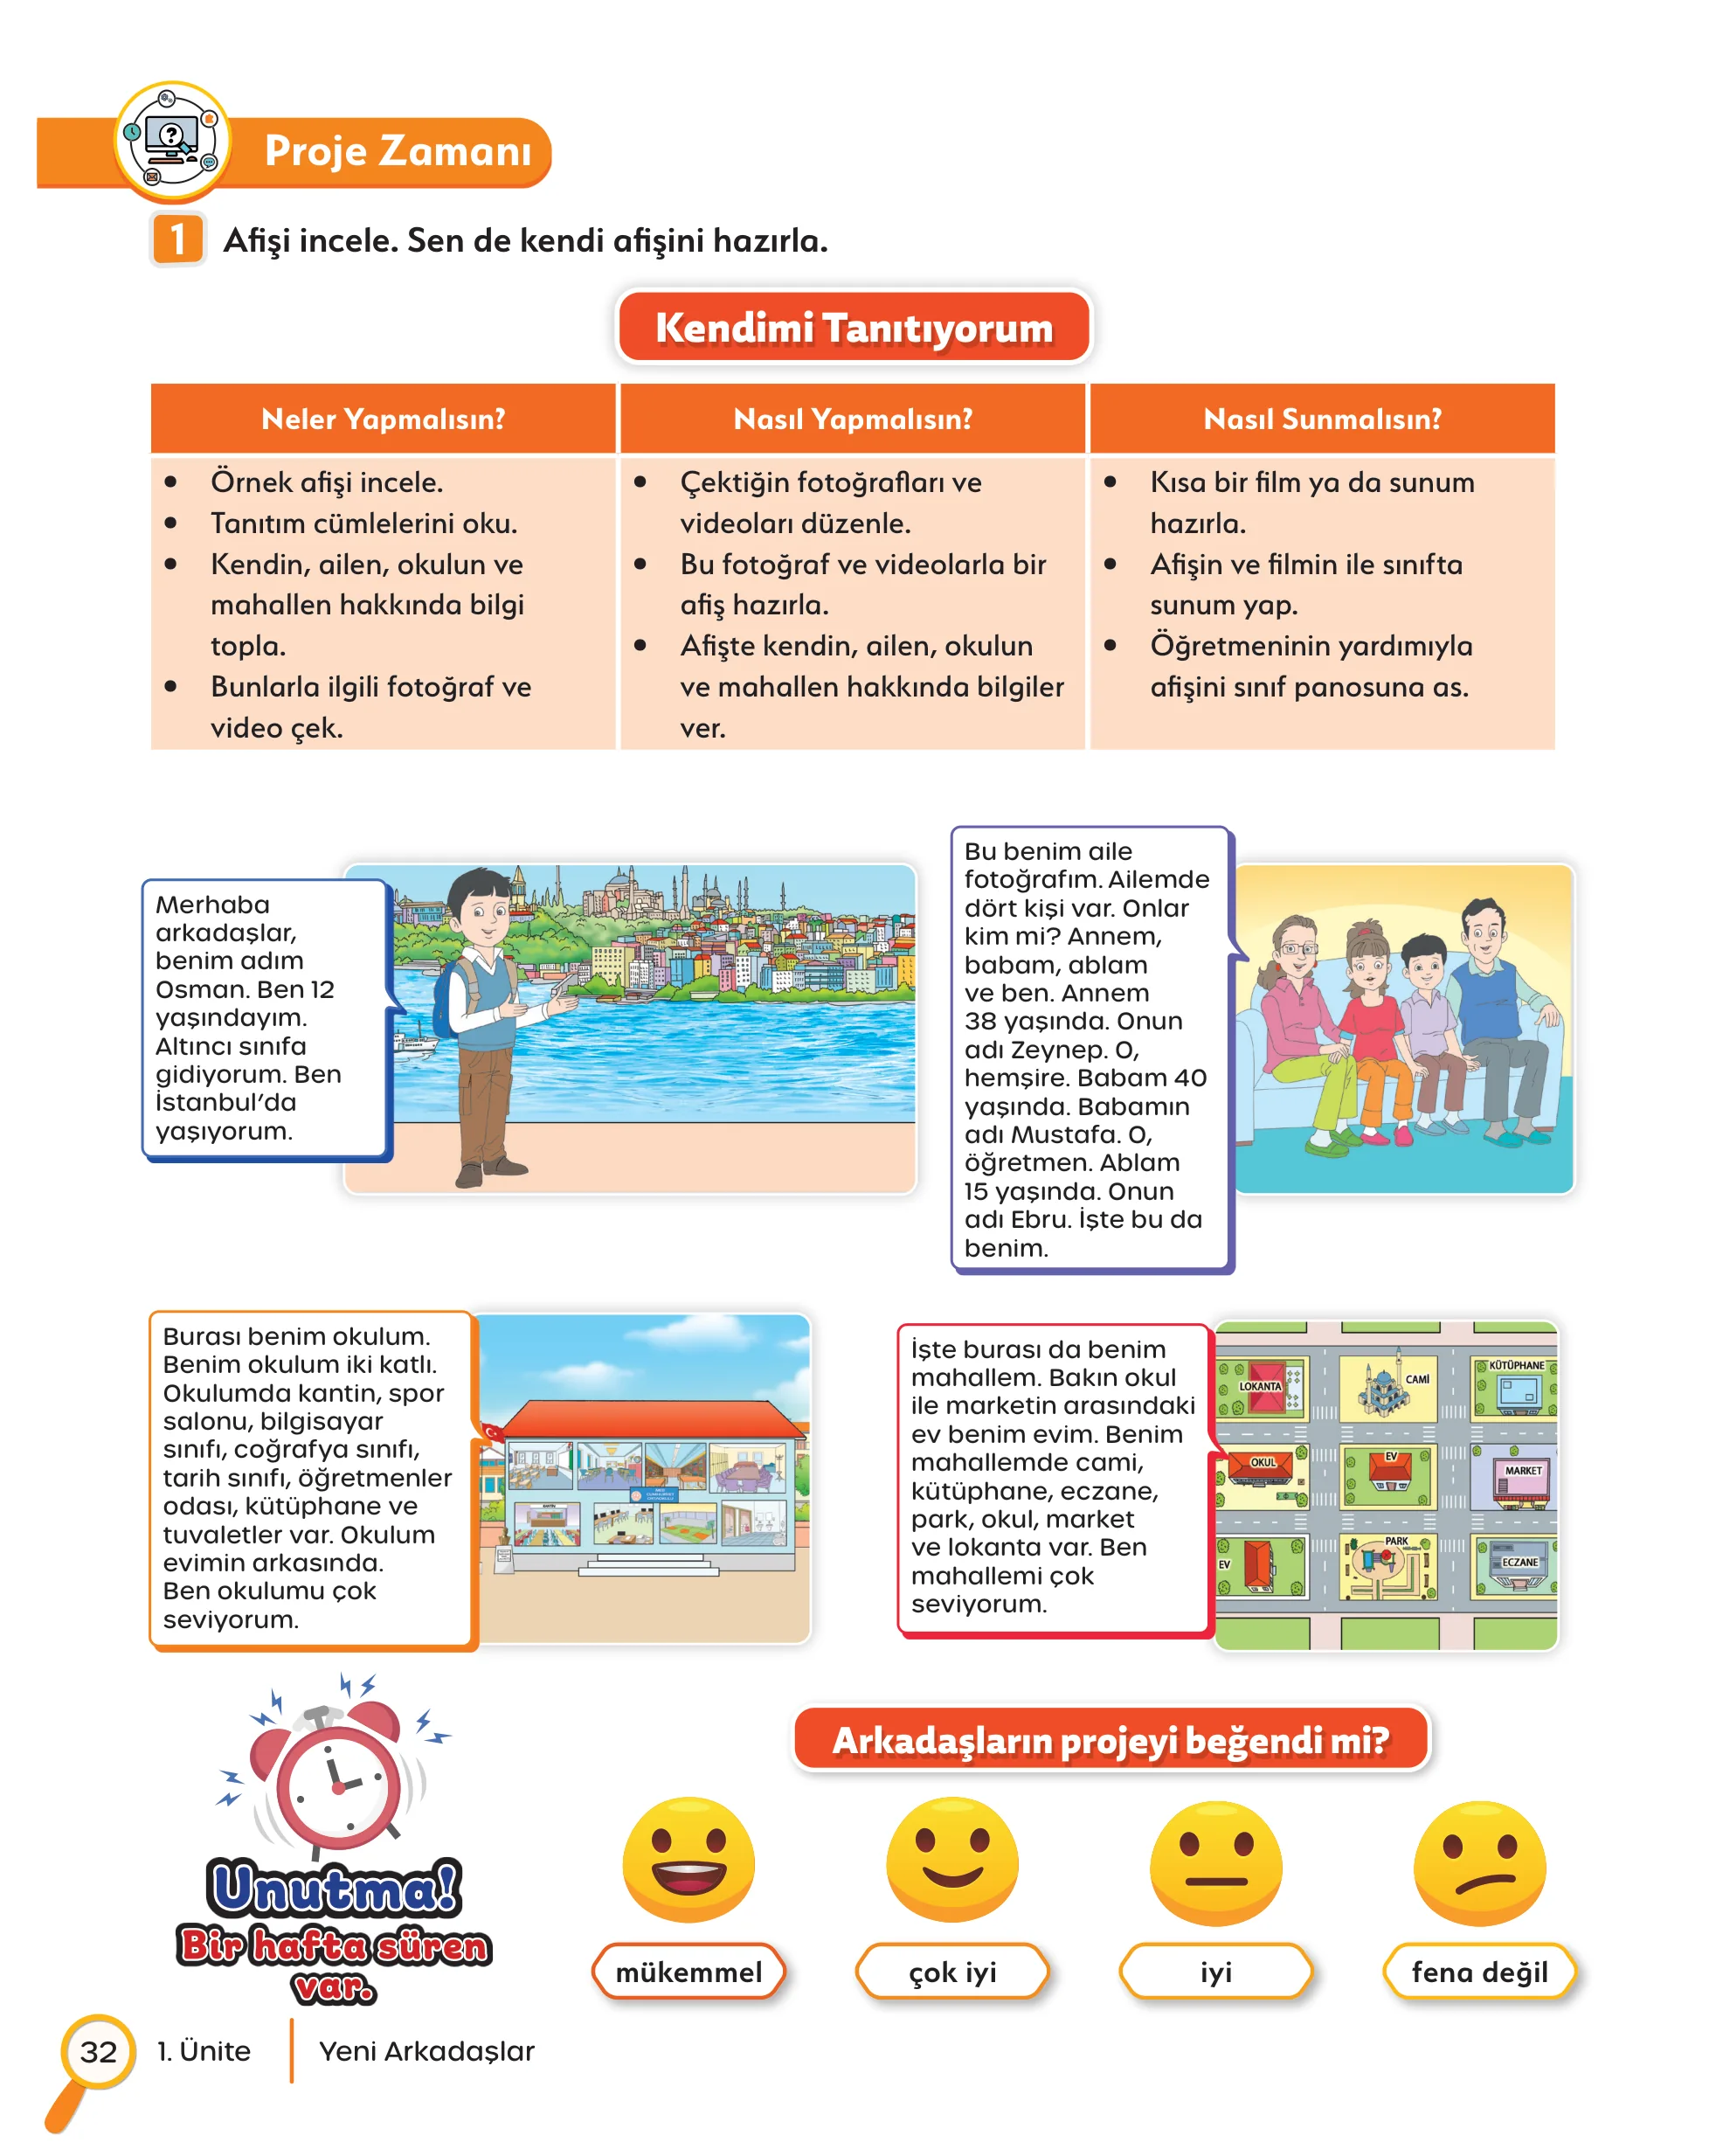 Proje Zamanı
1 Afişi incele. Sen de kendi afişini hazırla.
Kendimi Tanıtıyorum
Neler Yapmalısın?
• Örnek afişi incele.
• Tanıtım cümlelerini oku.
• Kendin, ailen, okulun ve
mahallen hakkında bilgi
topla.
• Bunlarla ilgili fotoğraf ve
video çek.
Nasıl Yapmalısın?
• Çektiğin fotoğrafları ve
videoları düzenle.
• Bu fotoğraf ve videolarla bir
afiş hazırla.
• Afişte kendin, ailen, okulun
ve mahallen hakkında bilgiler
ver.
Nasıl Sunmalısın?
• Kısa bir film ya da sunum
hazırla.
• Afişin ve filmin ile sınıfta
sunum yap.
• Öğretmeninin yardımıyla
afişini sınıf panosuna as.
Merhaba
arkadaşlar,
benim adım
Osman. Ben 12
yaşındayım.
Altıncı sınıfa
gidiyorum. Ben
İstanbul'da
yaşıyorum.
Bu benim aile
fotoğrafım. Ailemde
dört kişi var. Onlar
kim mi? Annem,
babam, ablam
ve ben. Annem
38 yaşında. Onun
adı Zeynep. O,
hemşire. Babam 40
yaşında. Babamın
adı Mustafa. O,
öğretmen. Ablam
15 yaşında. Onun
adı Ebru. İşte bu da
benim.
Burası benim okulum.
Benim okulum iki katlı.
Okulumda kantin, spor
salonu, bilgisayar
sınıfı, coğrafya sınıfı,
tarih sınıfı, öğretmenler
odası, kütüphane ve
tuvaletler var. Okulum
evimin arkasında.
Ben okulumu çok
seviyorum.
İşte burası da benim
mahallem. Bakın okul
ile marketin arasındaki
ev benim evim. Benim
mahallemde cami,
kütüphane, eczane,
park, okul, market
ve lokanta var. Ben
mahallemi çok
seviyorum.
LOKANTA
CAMİ
KÜTÜPHANE
OKUL
EV
MARKET
EV
PARK
ECZANE
Unutma!
Bir hafta süren
var.
Arkadaşların projeyi beğendi mi?
mükemmel
çok iyi
iyi
fena değil
32 1. Ünite Yeni Arkadaşlar